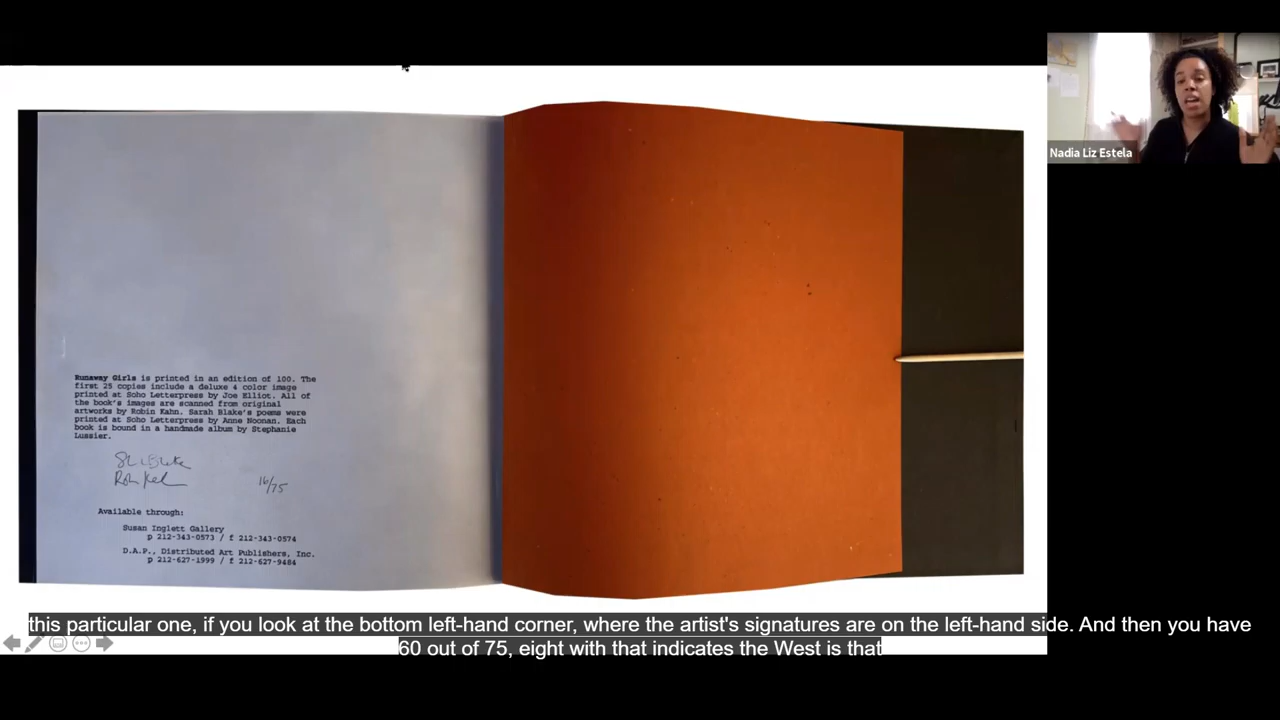 Nadia Liz Estela
Runaway Girls is printed in an edition of 100. The
first 25 copies include a deluxe 4 color image
printed at Soho Letterpress by Joe Elliot. All of
the book's images are scanned from original
artworks by Robin Kahn. Sarah Blake's poems were
printed at Soho Letterpress by Anne Noonan. Each
book is bound in a handmade album by Stephanie
Lussier.
16/75
Available through:
Susan Inglett Gallery
p 212-343-0573 / f 212-343-0574
D.A.P., Distributed Art Publishers, Inc.
p 212-627-1999 / f 212-627-9484
this particular one, if you look at the bottom left-hand corner, where the artist's signatures are on the left-hand side. And then you have
60 out of 75, eight with that indicates the West is that